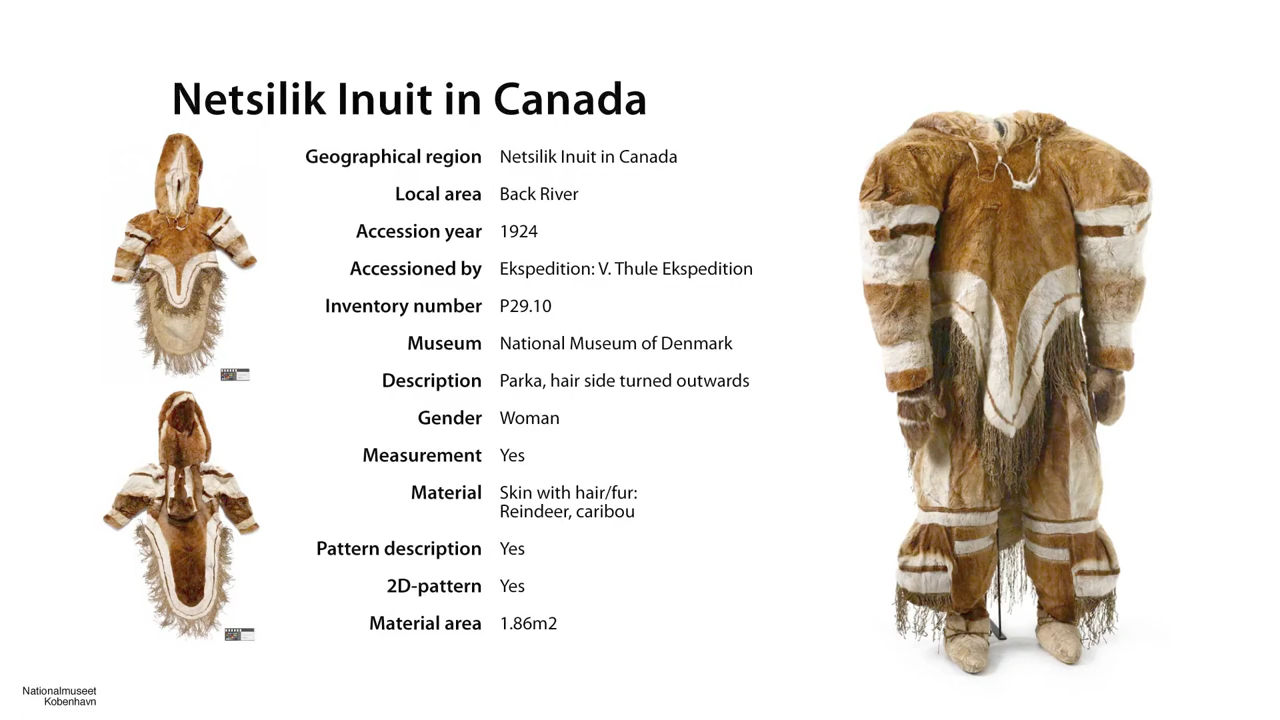 Netsilik Inuit in Canada
Geographical region Netsilik Inuit in Canada
Local area Back River
Accession year 1924
Accessioned by Ekspedition: V. Thule Ekspedition
Inventory number P29.10
Museum National Museum of Denmark
Description Parka, hair side turned outwards
Gender Woman
Measurement Yes
Material Skin with hair/fur:
Reindeer, caribou
Pattern description Yes
2D-pattern Yes
Material area 1.86m2
Nationalmuseet
Kobenhavn